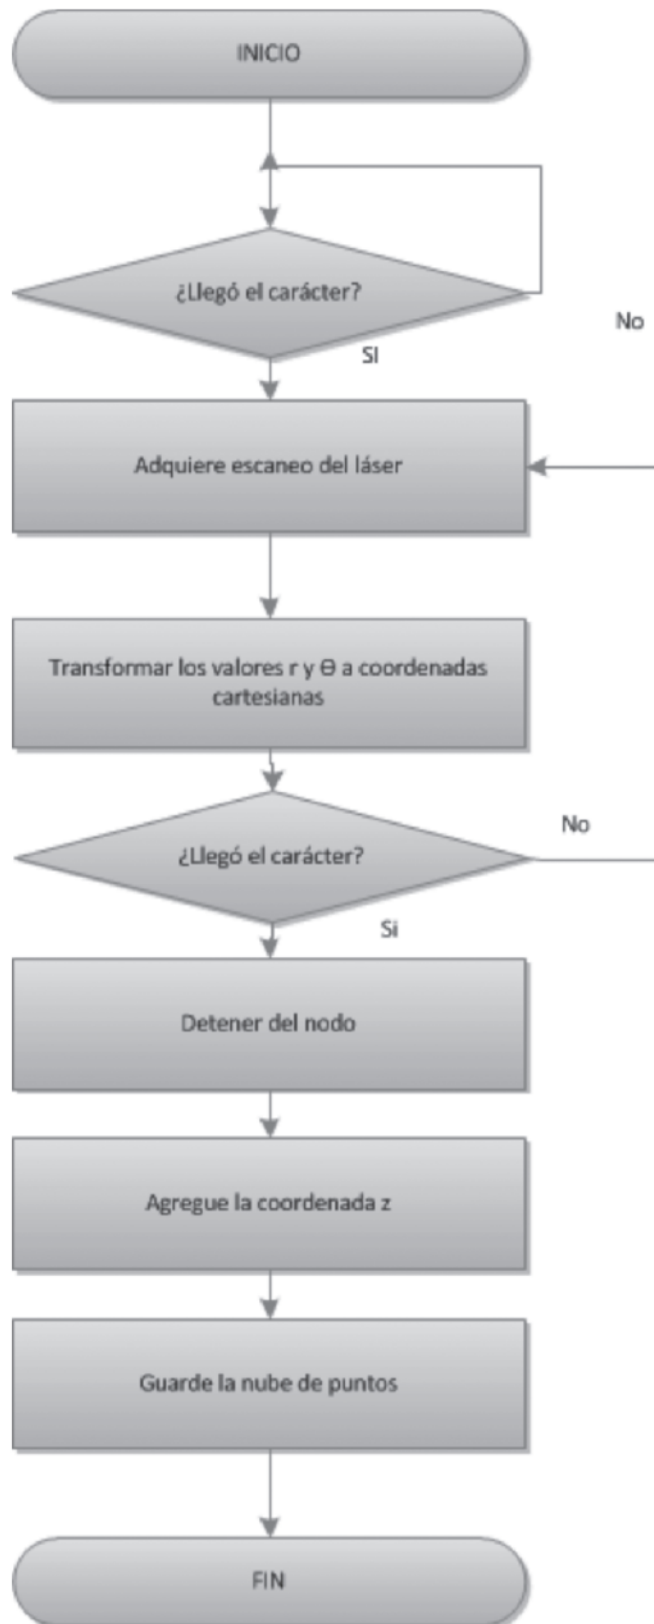 INICIO
¿Llegó el carácter?
No
SI
Adquiere escaneo del láser
Transformar los valores r y Ɵ a coordenadas
cartesianas
No
¿Llegó el carácter?
Si
Detener del nodo
Agregue la coordenada z
Guarde la nube de puntos
FIN